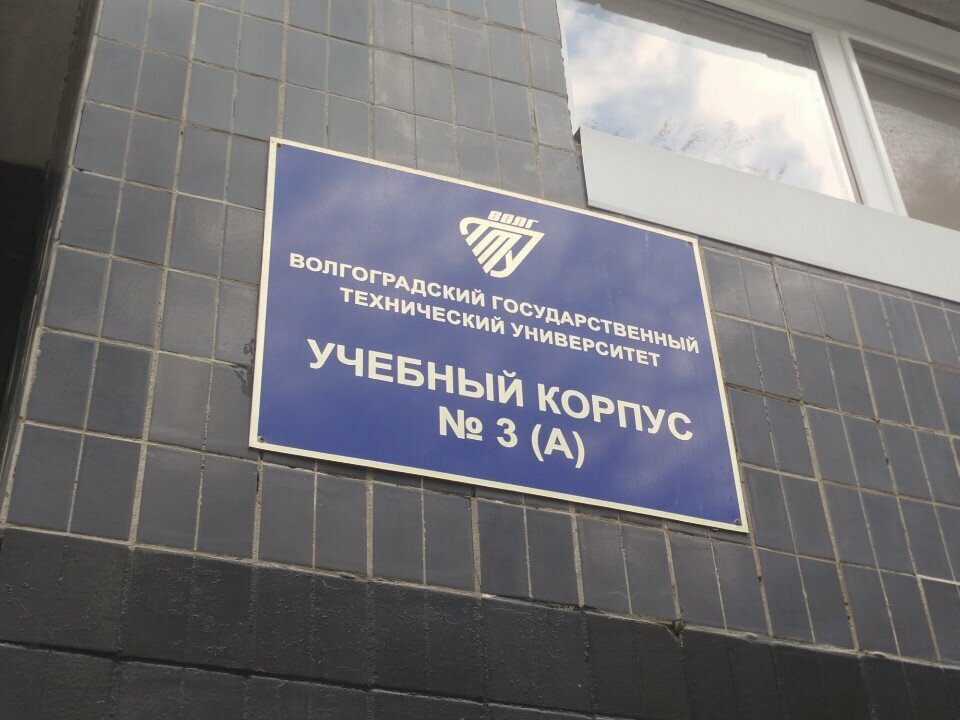 ВОЛГ
ТУ
ВОЛГОГРАДСКИЙ ГОСУДАРСТВЕННЫЙ
ТЕХНИЧЕСКИЙ УНИВЕРСИТЕТ
УЧЕБНЫЙ КОРПУС
№ 3 (А)